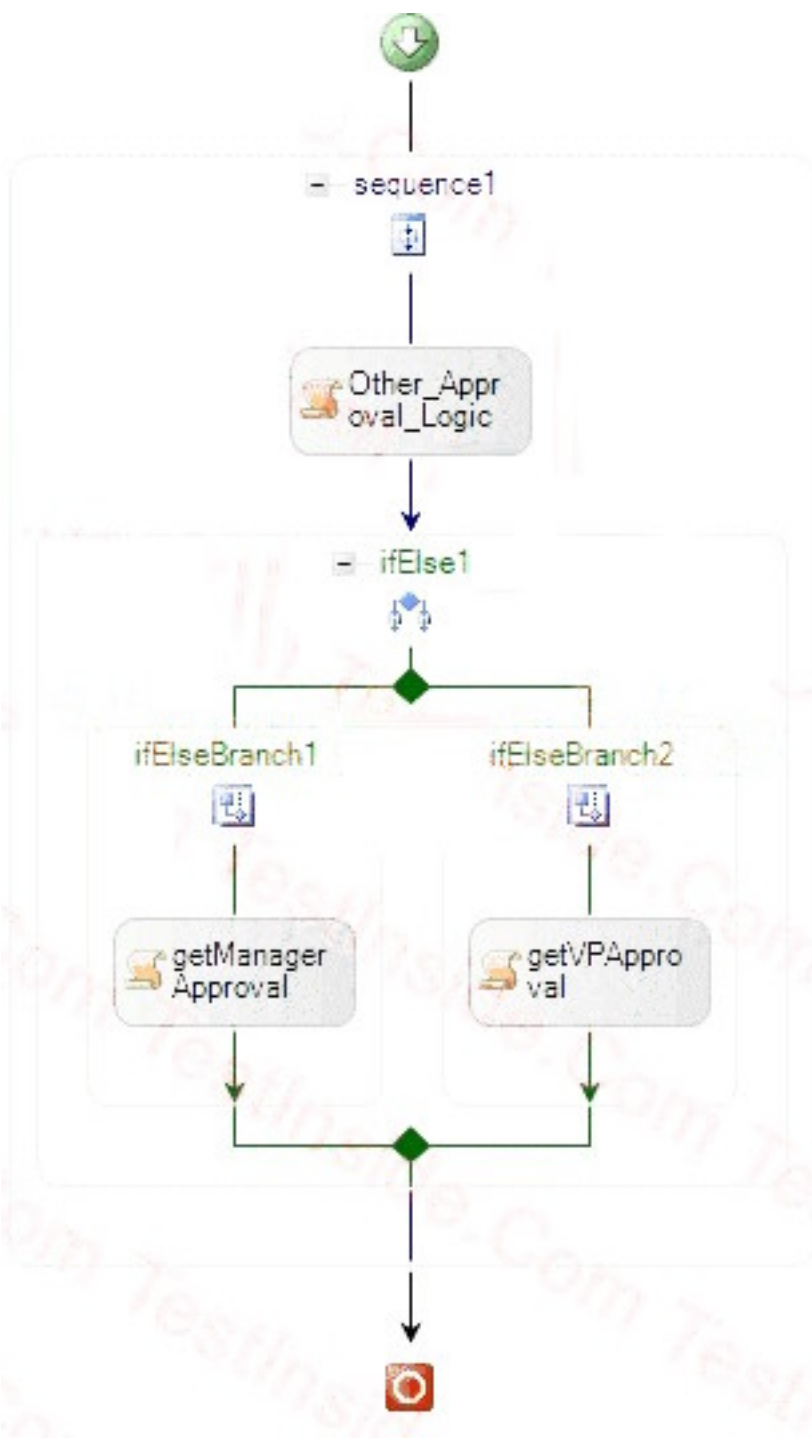 sequence1
Other_Appr
oval_Logic
ifElse1
ifElseBranch1
ifElseBranch2
getManager
Approval
getVPAppro
val